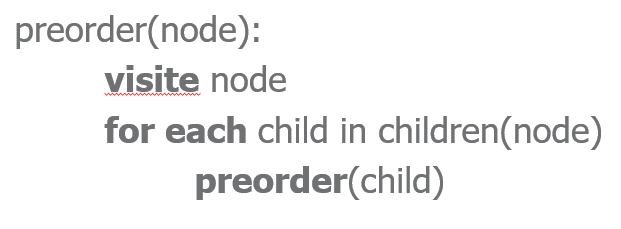 preorder(node):
visite node
for each child in children(node)
preorder(child)